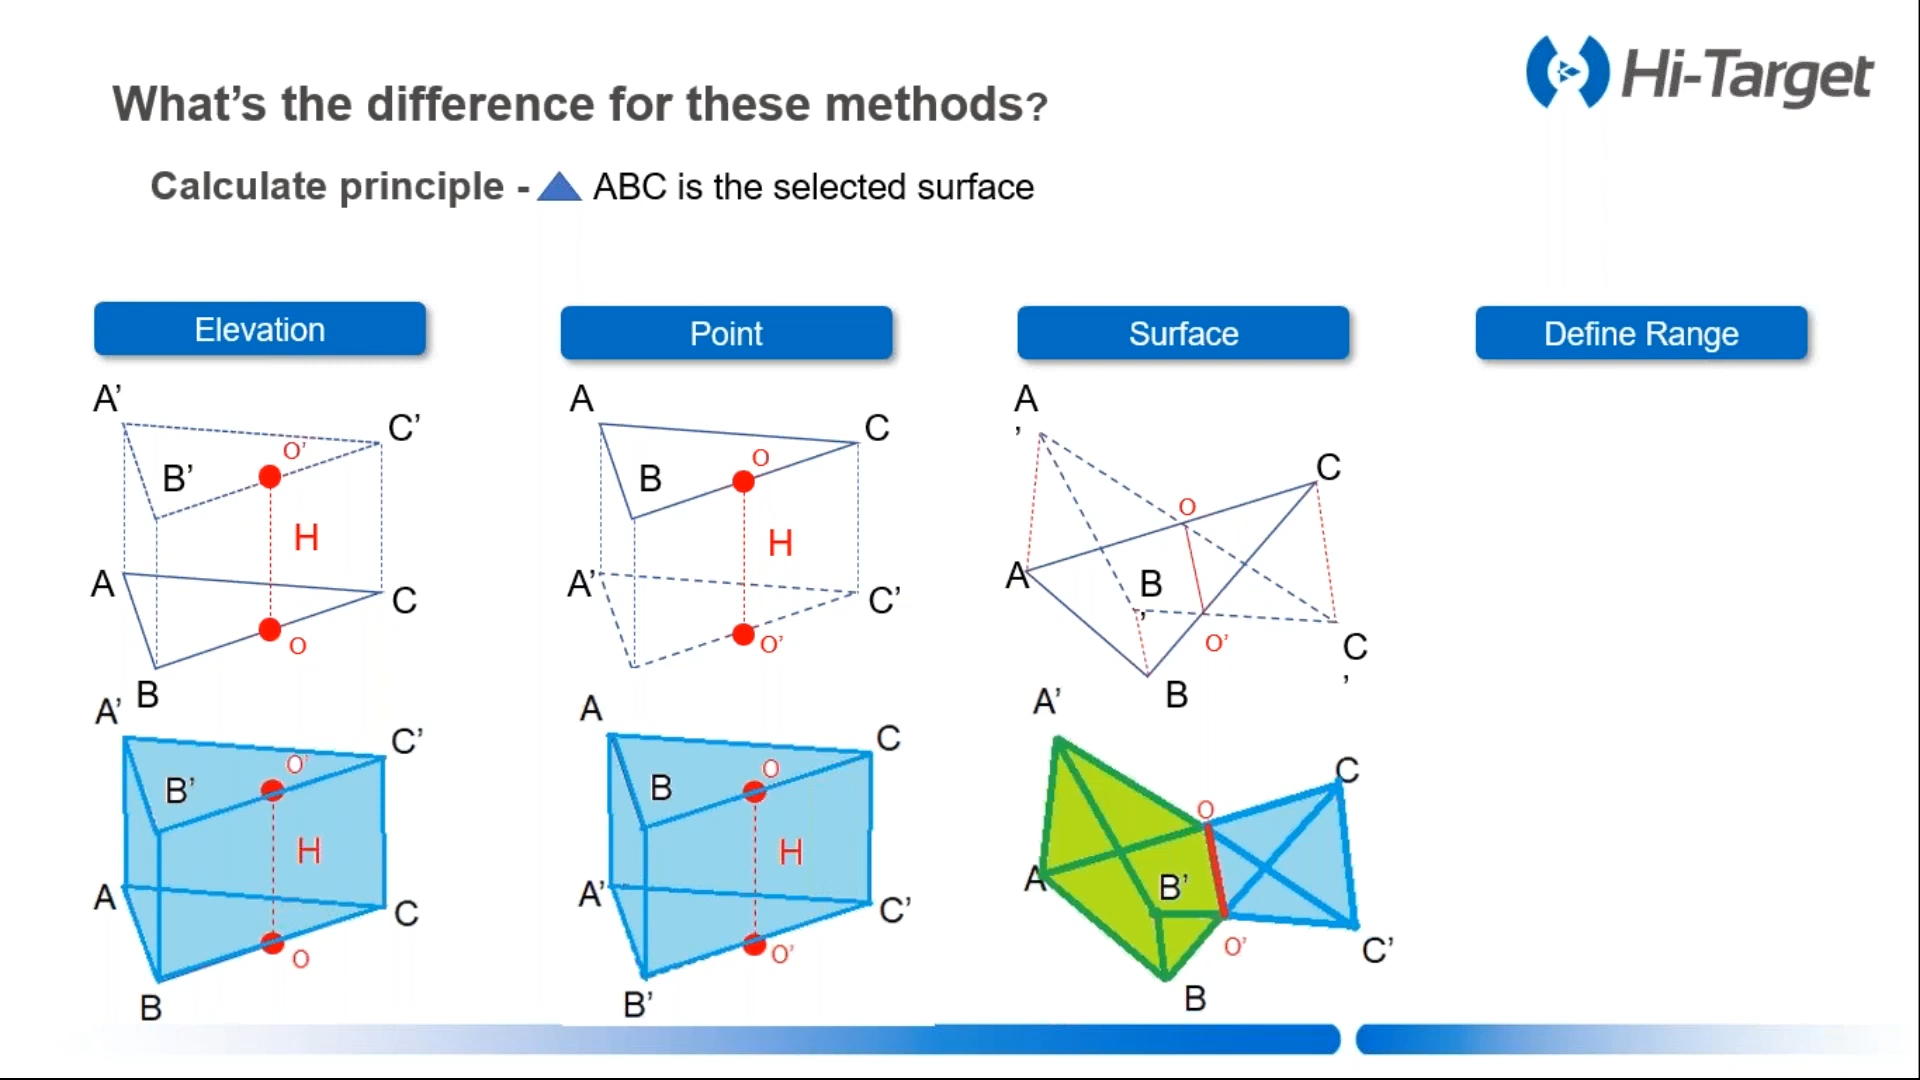 Hi-Target
What's the difference for these methods?
Calculate principle - ABC is the selected surface
Elevation
Point
Surface
Define Range
A’
C’
O’
B’
H
A
C
O
B
A
C
O
B
H
A’
C’
O’
A
’
C
O
A
B
’
O’
C
’
B
A’
C’
O’
B’
H
A
C
O
B
A
C
O
B
H
A’
C’
O’
B’
A’
C
O
A
B’
O’
C’
B